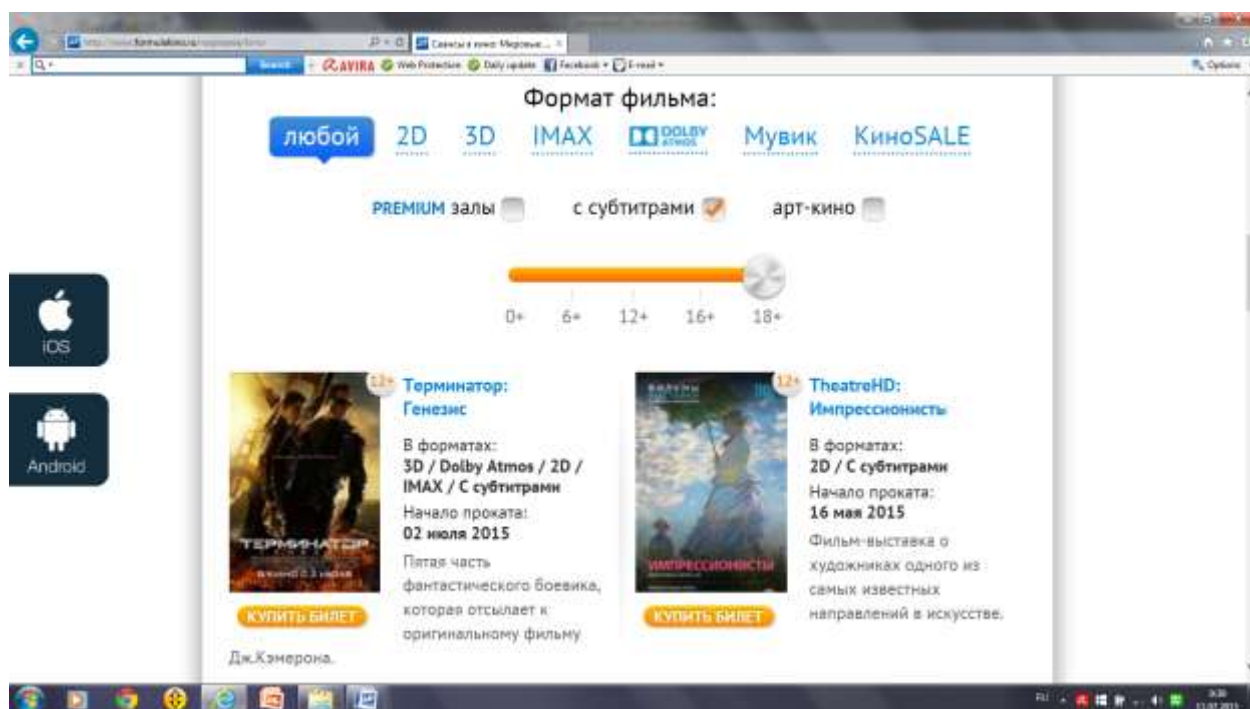 Сеансы в кино: Мировые...
AVIRA Web Protection Daily update Facebook E-mail Options
Формат фильма:
любой 2D 3D IMAX DOLBY ATMOS Мувик КиноSALE
PREMIUM залы с субтитрами арт-кино
0+ 6+ 12+ 16+ 18+
iOS
Android
12+
Терминатор:
Генезис
В форматах:
3D / Dolby Atmos / 2D /
IMAX / С субтитрами
Начало проката:
02 июля 2015
Пятая часть
фантастического боевика,
которая отсылает к
оригинальному фильму
Дж.Кэмерона.
ТЕРМИНАТОР
КУПИТЬ БИЛЕТ
12+
TheatreHD:
Импрессионисты
В форматах:
2D / С субтитрами
Начало проката:
16 мая 2015
Фильм-выставка о
художниках одного из
самых известных
направлений в искусстве.
ИМПРЕССИОНИСТЫ
КУПИТЬ БИЛЕТ
RU